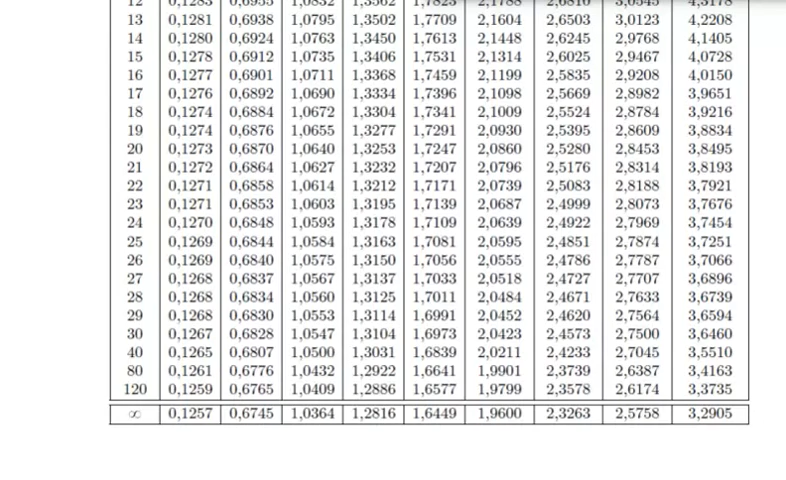 13 0,1281 0,6938 1,0795 1,3502 1,7709 2,1604 2,6503 3,0123 4,2208
14 0,1280 0,6924 1,0763 1,3450 1,7613 2,1448 2,6245 2,9768 4,1405
15 0,1278 0,6912 1,0735 1,3406 1,7531 2,1314 2,6025 2,9467 4,0728
16 0,1277 0,6901 1,0711 1,3368 1,7459 2,1199 2,5835 2,9208 4,0150
17 0,1276 0,6892 1,0690 1,3334 1,7396 2,1098 2,5669 2,8982 3,9651
18 0,1274 0,6884 1,0672 1,3304 1,7341 2,1009 2,5524 2,8784 3,9216
19 0,1274 0,6876 1,0655 1,3277 1,7291 2,0930 2,5395 2,8609 3,8834
20 0,1273 0,6870 1,0640 1,3253 1,7247 2,0860 2,5280 2,8453 3,8495
21 0,1272 0,6864 1,0627 1,3232 1,7207 2,0796 2,5176 2,8314 3,8193
22 0,1271 0,6858 1,0614 1,3212 1,7171 2,0739 2,5083 2,8188 3,7921
23 0,1271 0,6853 1,0603 1,3195 1,7139 2,0687 2,4999 2,8073 3,7676
24 0,1270 0,6848 1,0593 1,3178 1,7109 2,0639 2,4922 2,7969 3,7454
25 0,1269 0,6844 1,0584 1,3163 1,7081 2,0595 2,4851 2,7874 3,7251
26 0,1269 0,6840 1,0575 1,3150 1,7056 2,0555 2,4786 2,7787 3,7066
27 0,1268 0,6837 1,0567 1,3137 1,7033 2,0518 2,4727 2,7707 3,6896
28 0,1268 0,6834 1,0560 1,3125 1,7011 2,0484 2,4671 2,7633 3,6739
29 0,1268 0,6830 1,0553 1,3114 1,6991 2,0452 2,4620 2,7564 3,6594
30 0,1267 0,6828 1,0547 1,3104 1,6973 2,0423 2,4573 2,7500 3,6460
40 0,1265 0,6807 1,0500 1,3031 1,6839 2,0211 2,4233 2,7045 3,5510
80 0,1261 0,6776 1,0432 1,2922 1,6641 1,9901 2,3739 2,6387 3,4163
120 0,1259 0,6765 1,0409 1,2886 1,6577 1,9799 2,3578 2,6174 3,3735
∞ 0,1257 0,6745 1,0364 1,2816 1,6449 1,9600 2,3263 2,5758 3,2905